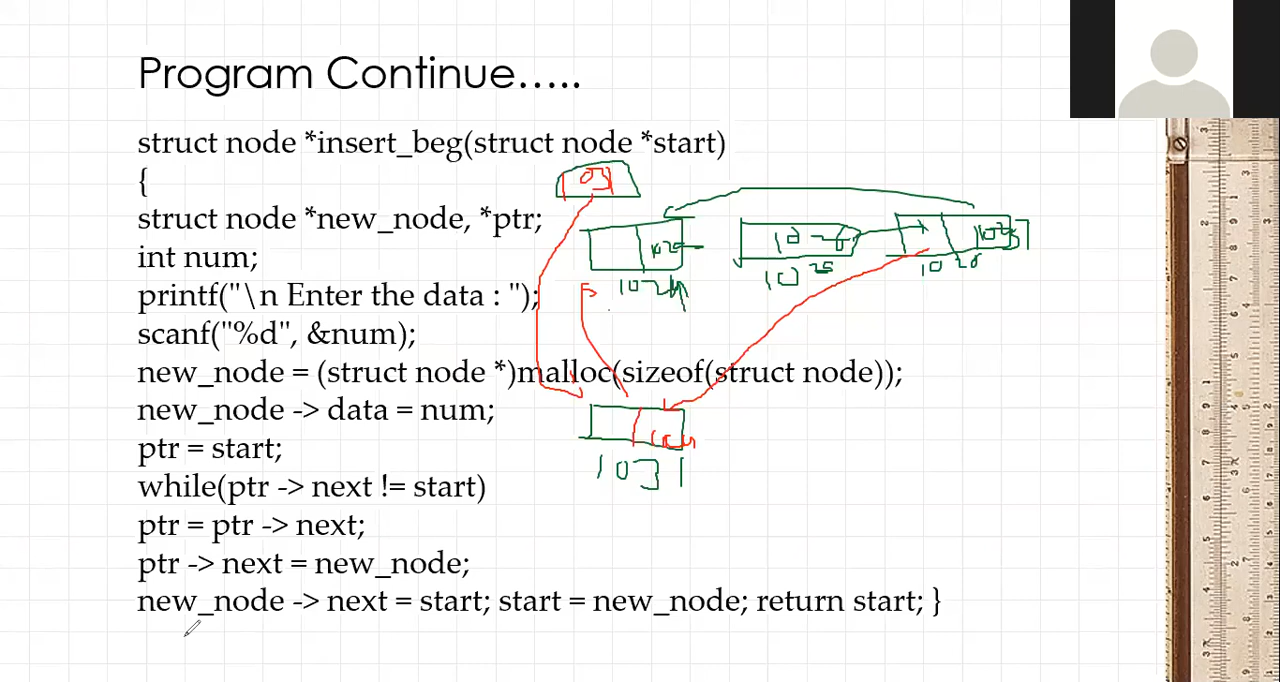 Program Continue.....
struct node *insert_beg(struct node *start)
{
struct node *new_node, *ptr;
int num;
printf("\n Enter the data : ");
scanf("%d", &num);
new_node = (struct node *)malloc(sizeof(struct node));
new_node -> data = num;
ptr = start;
while(ptr -> next != start)
ptr = ptr -> next;
ptr -> next = new_node;
new_node -> next = start; start = new_node; return start; }
1031